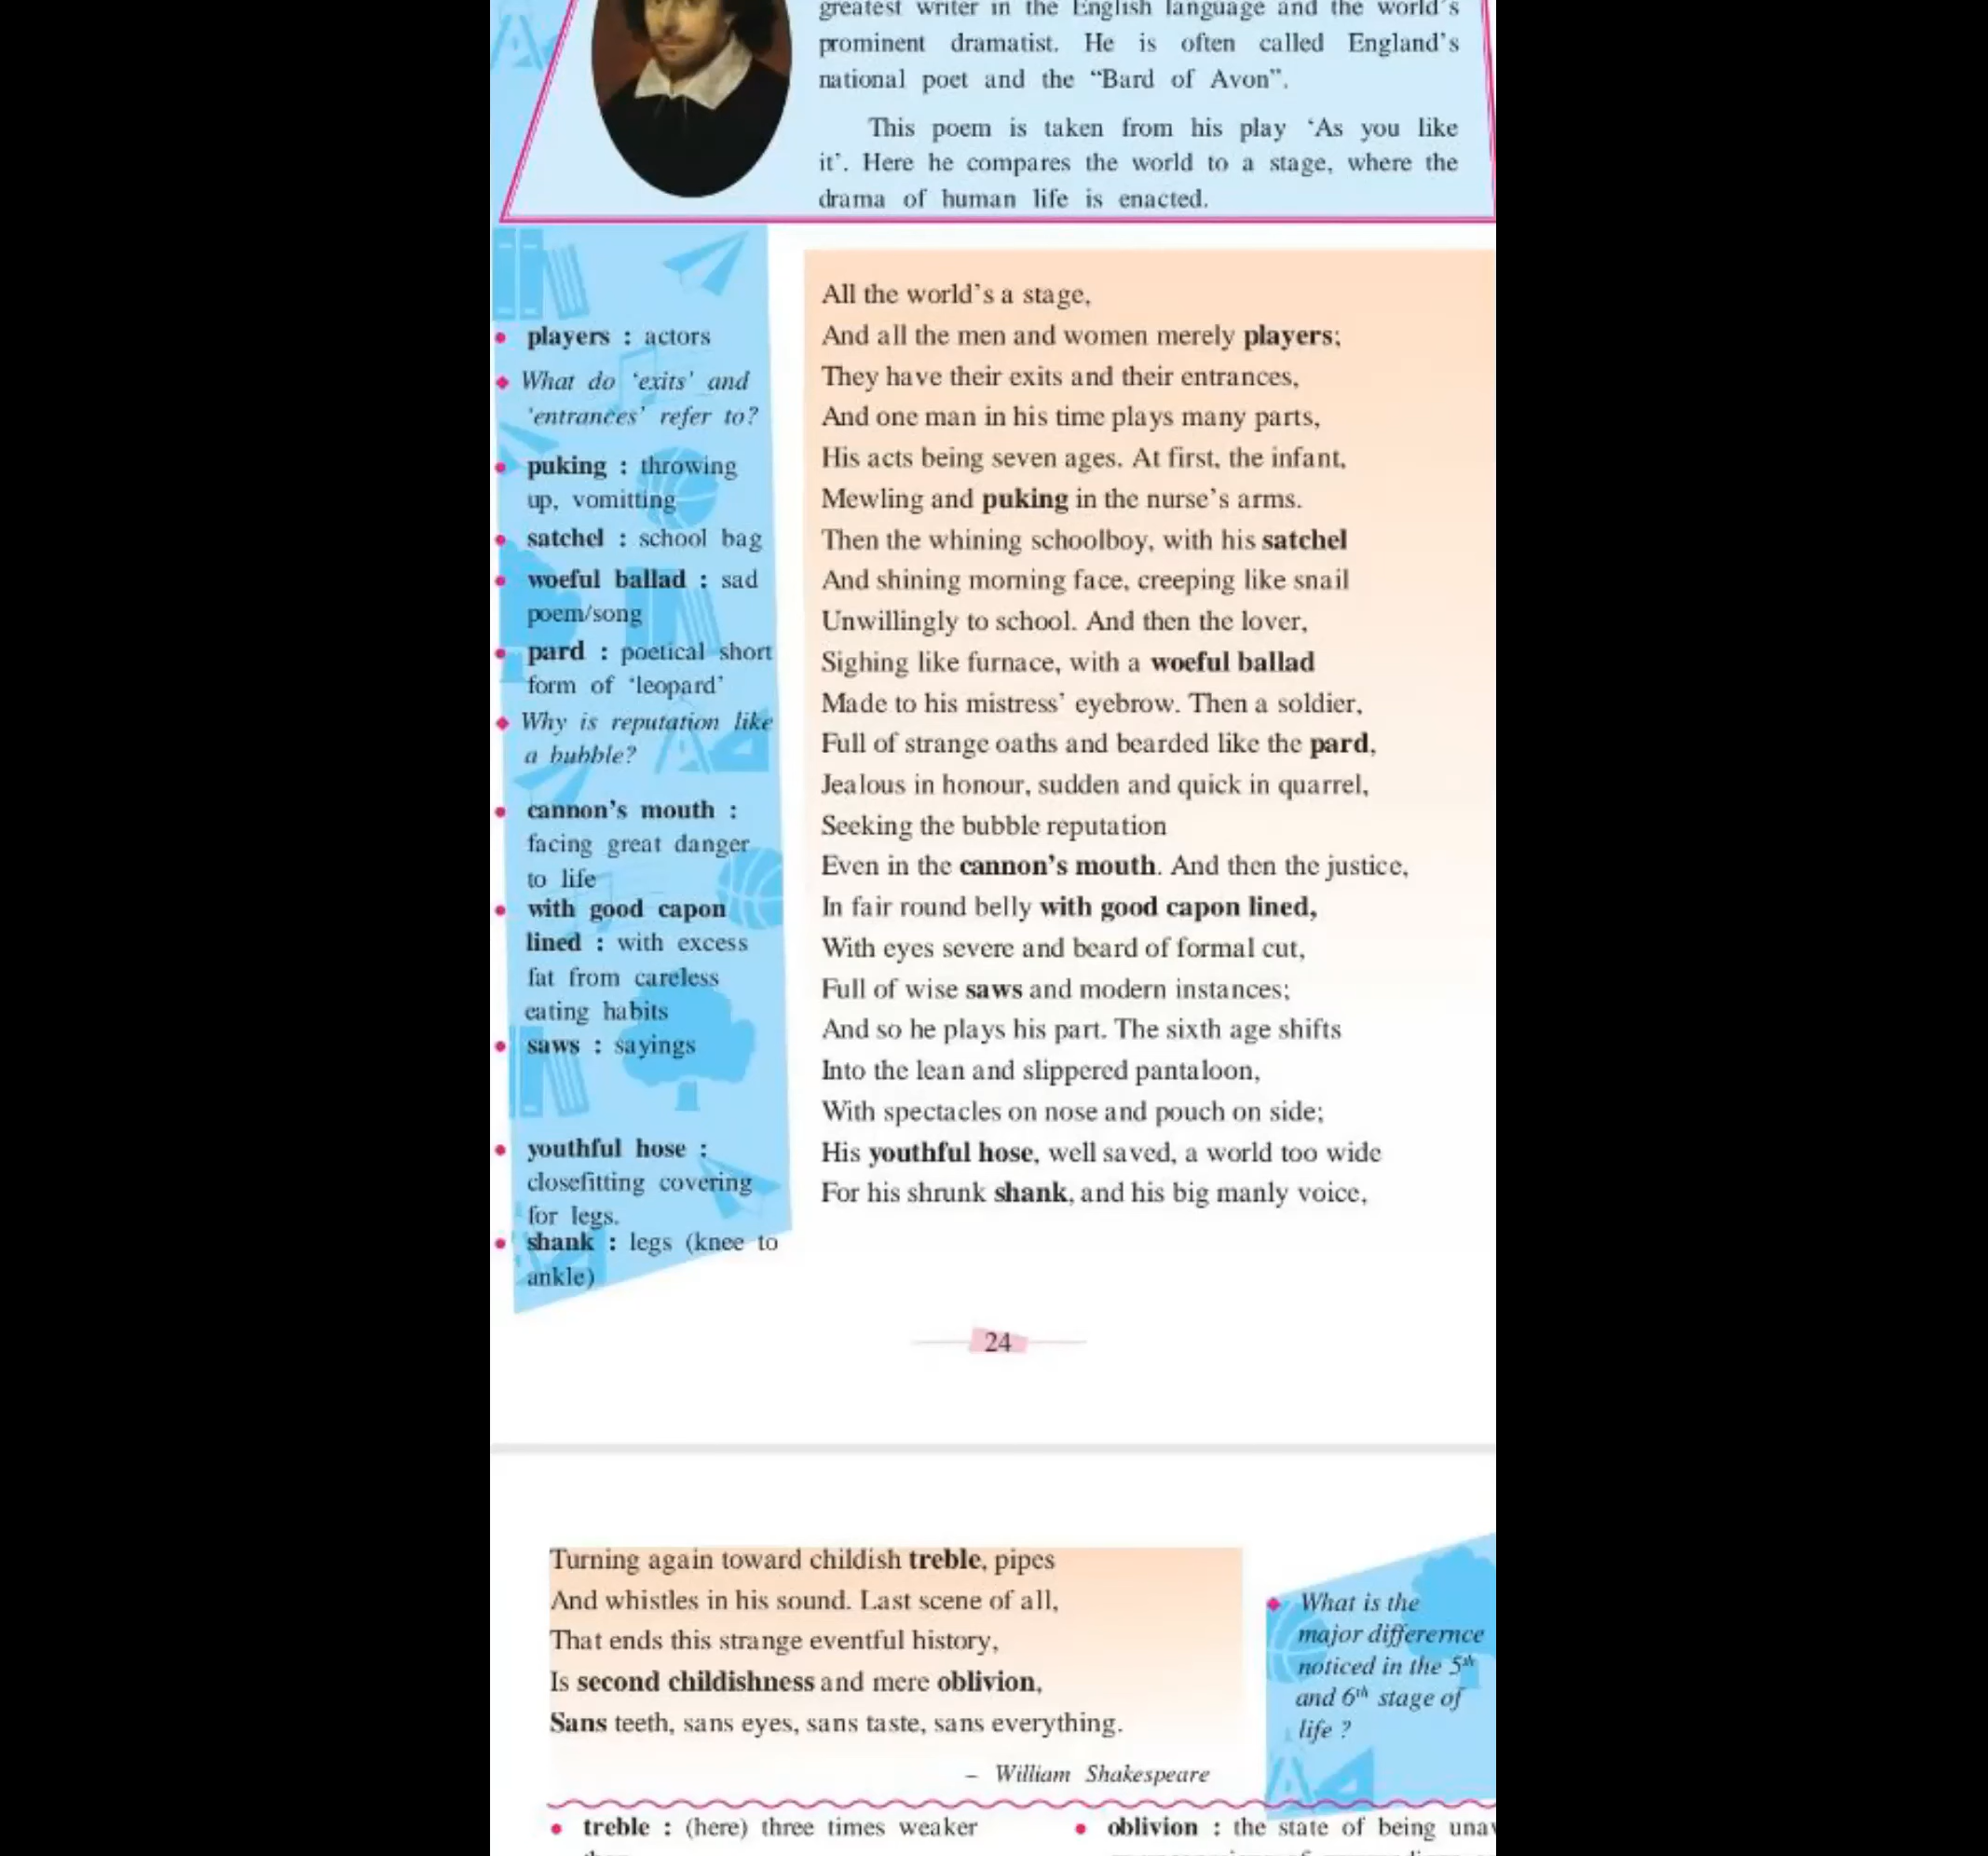 greatest writer in the English language and the world's
prominent dramatist. He is often called England's
national poet and the “Bard of Avon”.
This poem is taken from his play ‘As you like
it’. Here he compares the world to a stage, where the
drama of human life is enacted.
players : actors
What do ‘exits’ and
‘entrances’ refer to?
puking : throwing
up, vomitting
satchel : school bag
woeful ballad : sad
poem/song
pard : poetical short
form of ‘leopard’
Why is reputation like
a bubble?
cannon’s mouth :
facing great danger
to life
with good capon
lined : with excess
fat from careless
eating habits
saws : sayings
youthful hose :
closefitting covering
for legs.
shank : legs (knee to
ankle)
All the world’s a stage,
And all the men and women merely players;
They have their exits and their entrances,
And one man in his time plays many parts,
His acts being seven ages. At first, the infant,
Mewling and puking in the nurse’s arms.
Then the whining schoolboy, with his satchel
And shining morning face, creeping like snail
Unwillingly to school. And then the lover,
Sighing like furnace, with a woeful ballad
Made to his mistress’ eyebrow. Then a soldier,
Full of strange oaths and bearded like the pard,
Jealous in honour, sudden and quick in quarrel,
Seeking the bubble reputation
Even in the cannon’s mouth. And then the justice,
In fair round belly with good capon lined,
With eyes severe and beard of formal cut,
Full of wise saws and modern instances;
And so he plays his part. The sixth age shifts
Into the lean and slippered pantaloon,
With spectacles on nose and pouch on side;
His youthful hose, well saved, a world too wide
For his shrunk shank, and his big manly voice,
24
Turning again toward childish treble, pipes
And whistles in his sound. Last scene of all,
That ends this strange eventful history,
Is second childishness and mere oblivion,
Sans teeth, sans eyes, sans taste, sans everything.
– William Shakespeare
What is the
major differernce
noticed in the 5th
and 6th stage of
life ?
treble : (here) three times weaker
oblivion : the state of being